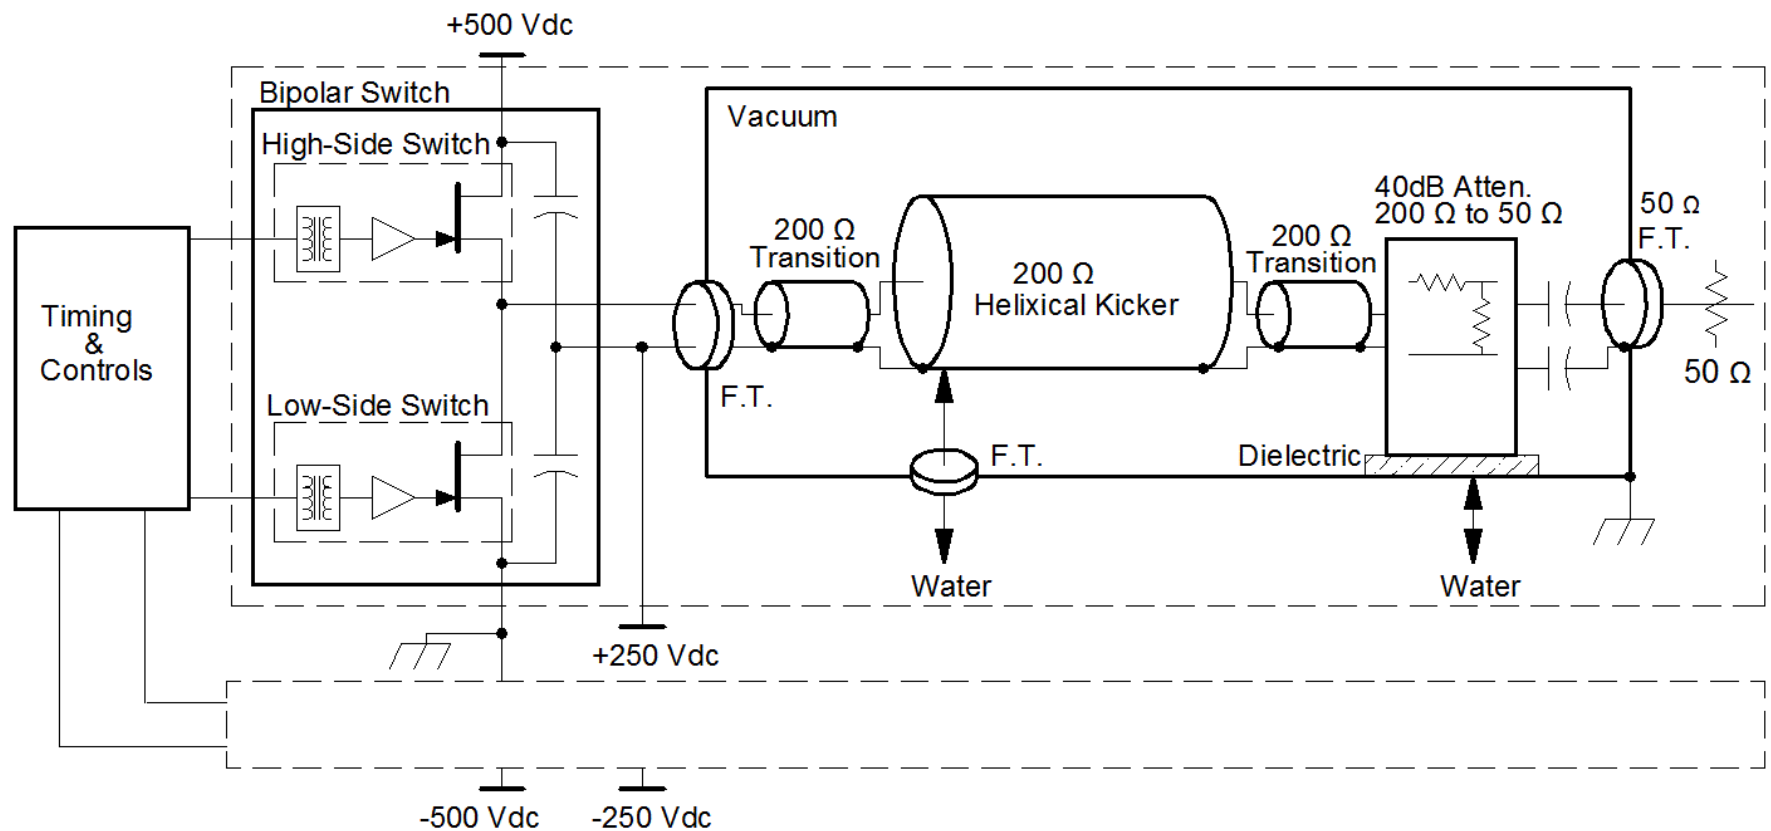 +500 Vdc
Bipolar Switch
High-Side Switch
Vacuum
Timing
&
Controls
Low-Side Switch
F.T.
200 Ω
Transition
200 Ω
Helixical Kicker
200 Ω
Transition
40dB Atten.
200 Ω to 50 Ω
50 Ω
F.T.
50 Ω
F.T.
Dielectric
Water
Water
+250 Vdc
-500 Vdc
-250 Vdc